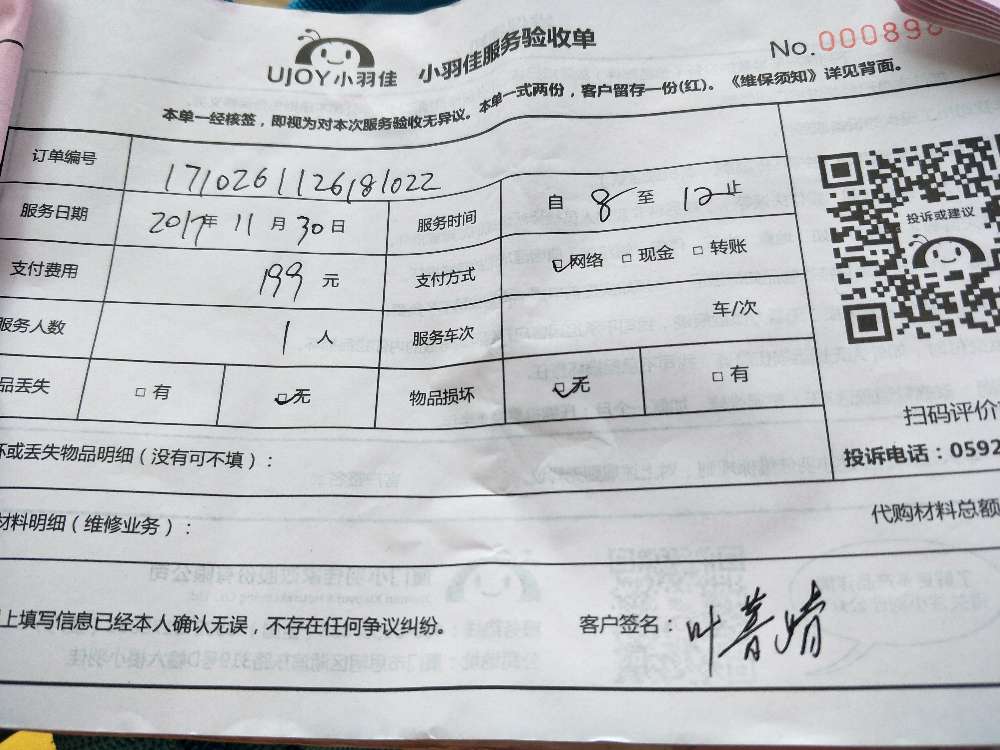 UJOY小羽佳 小羽佳服务验收单
No.000898
本单一经核签，即视为对本次服务验收无异议。本单一式两份，客户留存一份(红)。《维保须知》详见背面。
订单编号 1710261126181022
服务日期 2017年 11月 30日 服务时间 自 8 至 12 止
支付费用 199 元 支付方式 ☑网络 □现金 □转账
服务人数 1 人 服务车次 车/次
品丢失 □有 ☑无 物品损坏 ☑无 □有
投诉或建议
扫码评价
投诉电话：0592
坏或丢失物品明细（没有可不填）：
材料明细（维修业务）：
代购材料总额
上填写信息已经本人确认无误，不存在任何争议纠纷。 客户签名：叶菁婧